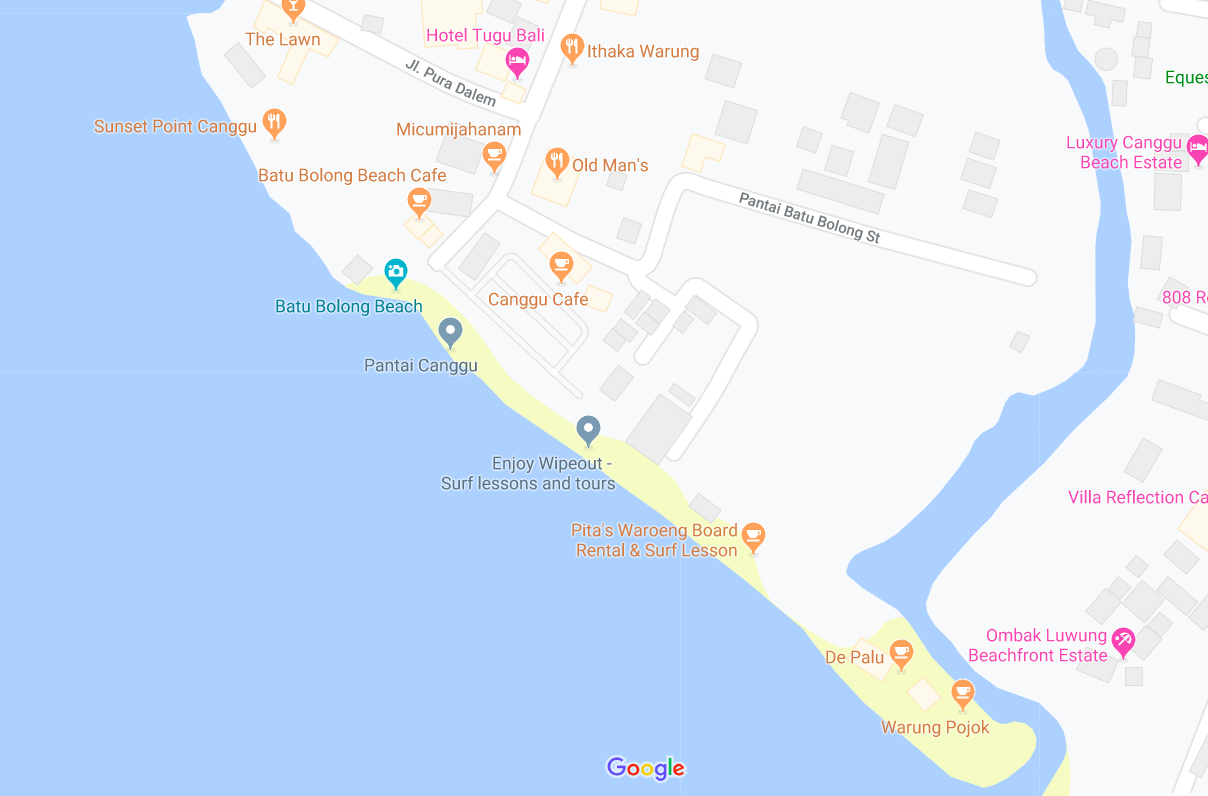 The Lawn
Hotel Tugu Bali
Ithaka Warung
Jl. Pura Dalem
Eques
Sunset Point Canggu
Micumijahanam
Luxury Canggu
Beach Estate
Old Man's
Batu Bolong Beach Cafe
Pantai Batu Bolong St
Canggu Cafe
Batu Bolong Beach
808 R
Pantai Canggu
Enjoy Wipeout -
Surf lessons and tours
Villa Reflection Ca
Pita's Waroeng Board
Rental & Surf Lesson
Ombak Luwung
Beachfront Estate
De Palu
Warung Pojok
Google